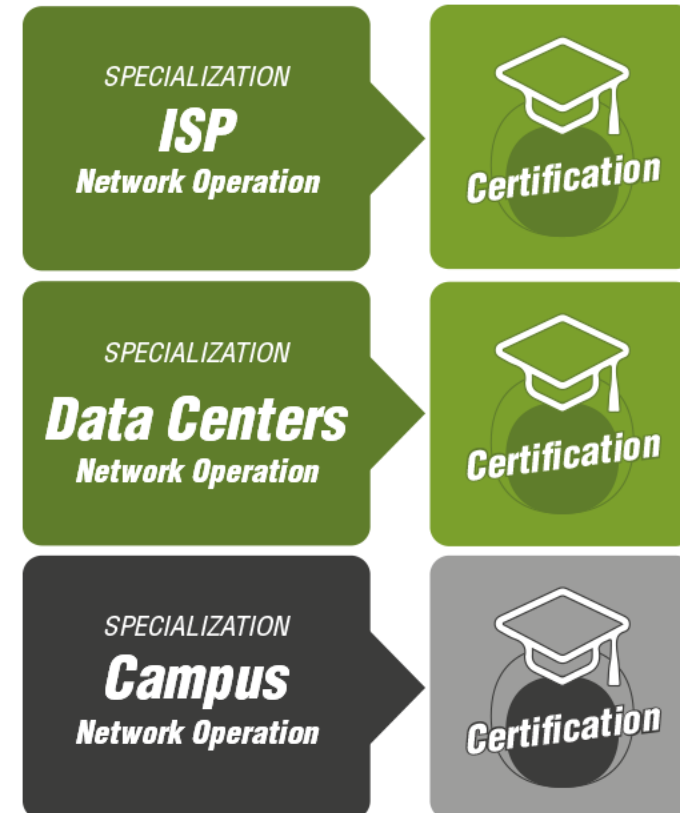 SPECIALIZATION
ISP
Network Operation
Certification
SPECIALIZATION
Data Centers
Network Operation
Certification
SPECIALIZATION
Campus
Network Operation
Certification